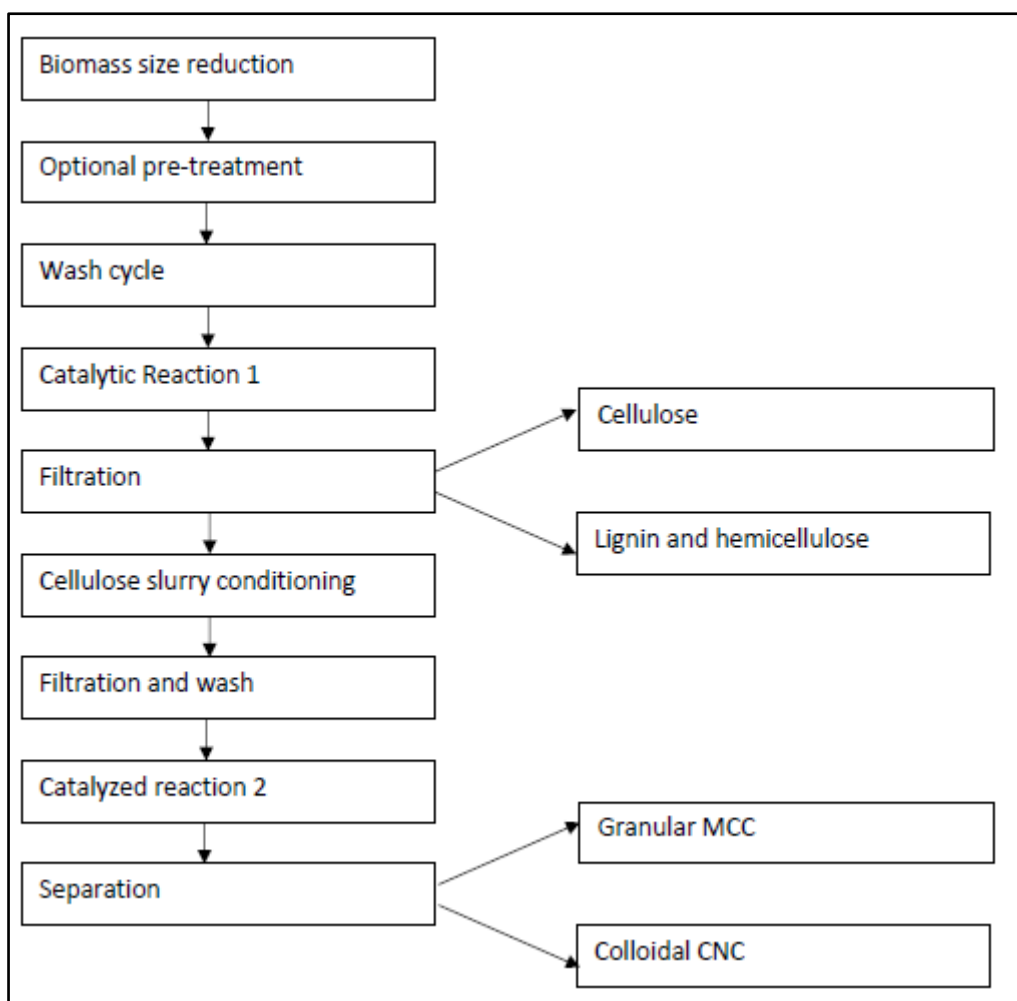 Biomass size reduction
Optional pre-treatment
Wash cycle
Catalytic Reaction 1
Filtration
Cellulose
Lignin and hemicellulose
Cellulose slurry conditioning
Filtration and wash
Catalyzed reaction 2
Separation
Granular MCC
Colloidal CNC